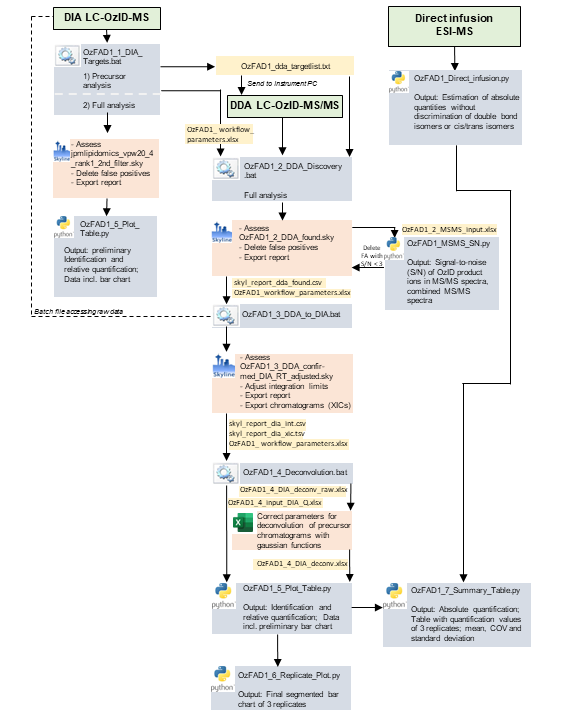 DIA LC-OzID-MS
OzFAD1_1_DIA_
Targets.bat
1) Precursor
analysis
2) Full analysis
Skyline
- Assess
jpmlipidomics_vpw20_4
_rank1_2nd_filter.sky
- Delete false positives
- Export report
python
OzFAD1_5_Plot_
Table.py
Output: preliminary
Identification and
relative quantification;
Data incl. bar chart
Batch file accessing raw data
OzFAD1_dda_targetlist.txt
Send to Instrument PC
DDA LC-OzID-MS/MS
OzFAD1_workflow_
parameters.xlsx
OzFAD1_2_DDA_Discovery
.bat
Full analysis
Skyline
- Assess
OzFAD1_2_DDA_found.sky
- Delete false positives
- Export report
Delete
FA with
S/N <3
skyl_report_dda_found.csv
OzFAD1_workflow_parameters.xlsx
OzFAD1_3_DDA_to_DIA.bat
Skyline
- Assess
OzFAD1_3_DDA_confir-
med_DIA_RT_adjusted.sky
- Adjust integration limits
- Export report
- Export chromatograms (XICs)
skyl_report_dia_int.csv
skyl_report_dia_xic.tsv
OzFAD1_workflow_parameters.xlsx
OzFAD1_4_Deconvolution.bat
OzFAD1_4_DIA_deconv_raw.xlsx
OzFAD1_4_input_DIA_Q.xlsx
Correct parameters for
deconvolution of precursor
chromatograms with
gaussian functions
OzFAD1_4_DIA_deconv.xlsx
python
OzFAD1_5_Plot_Table.py
Output: Identification and
relative quantification; Data
incl. preliminary bar chart
python
OzFAD1_6_Replicate_Plot.py
Output: Final segmented bar
chart of 3 replicates
Direct infusion
ESI-MS
python
OzFAD1_Direct_infusion.py
Output: Estimation of absolute
quantities without
discrimination of double bond
isomers or cis/trans isomers
OzFAD1_2_MSMS_input.xlsx
python
OzFAD1_MSMS_SN.py
Output: Signal-to-noise
(S/N) of OzID product
ions in MS/MS spectra,
combined MS/MS
spectra
python
OzFAD1_7_Summary_Table.py
Output: Absolute quantification;
Table with quantification values
of 3 replicates; mean, COV and
standard deviation